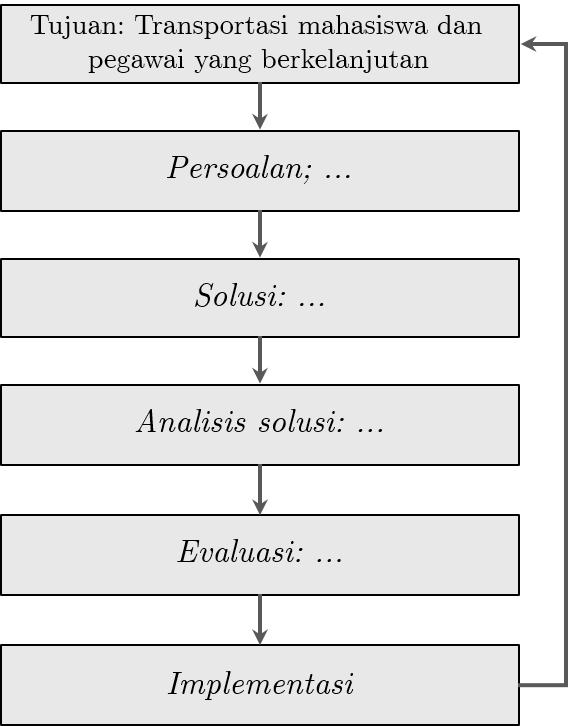 Tujuan: Transportasi mahasiswa dan
pegawai yang berkelanjutan
Persoalan; ...
Solusi: ...
Analisis solusi: ...
Evaluasi: ...
Implementasi